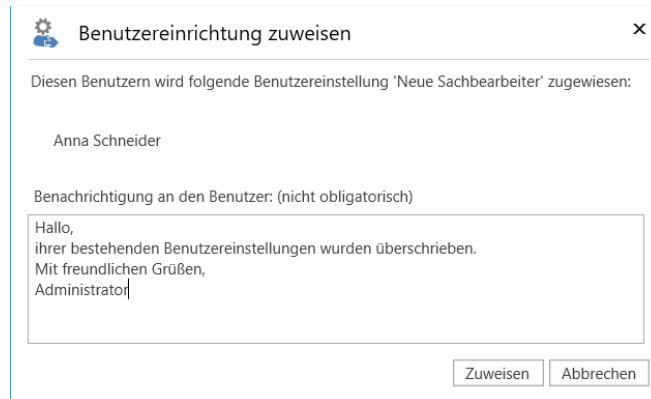 Benutzereinrichtung zuweisen
Diesen Benutzern wird folgende Benutzereinstellung 'Neue Sachbearbeiter' zugewiesen:
Anna Schneider
Benachrichtigung an den Benutzer: (nicht obligatorisch)
Hallo,
ihrer bestehenden Benutzereinstellungen wurden überschrieben.
Mit freundlichen Grüßen,
Administrator
Zuweisen Abbrechen